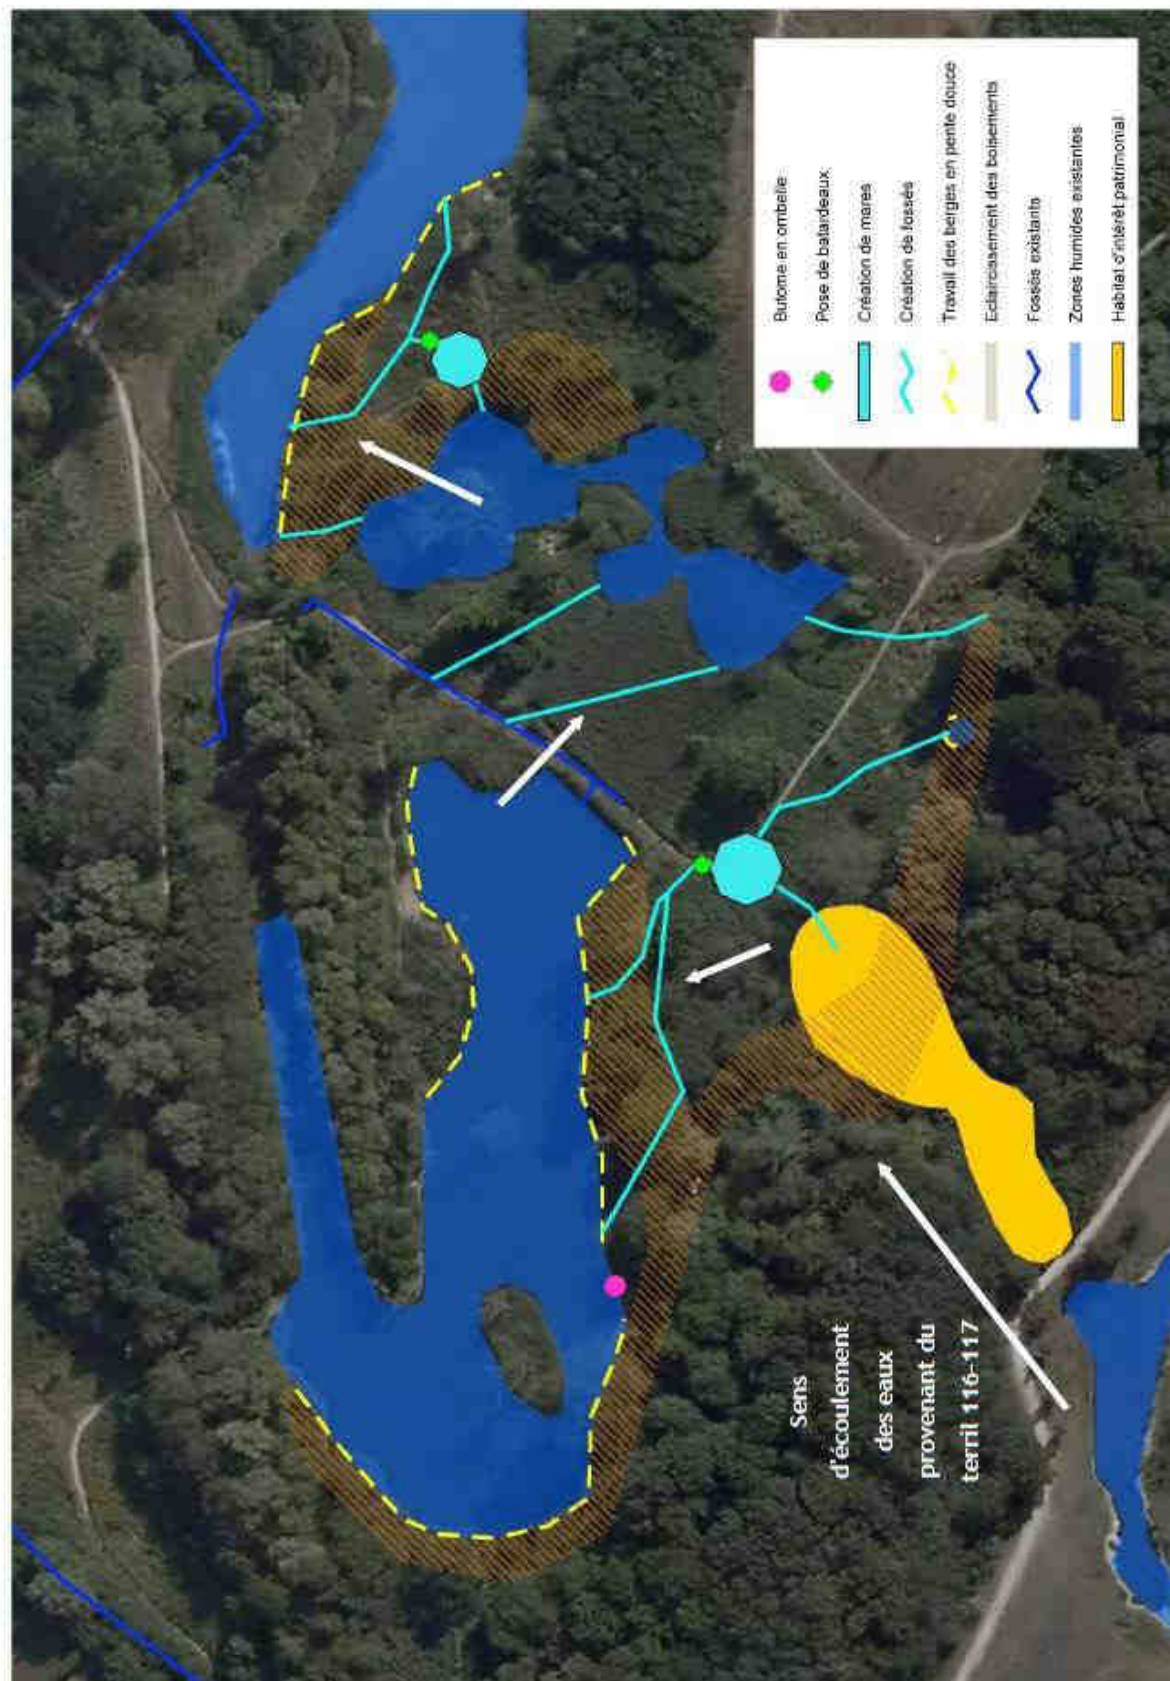 Butome en ombelle
Pose de batardeaux
Création de mares
Création de fossés
Travail des berges en pente douce
Eclaircissement des boisements
Fossés existants
Zones humides existantes
Habitat d'intérêt patrimonial
Sens
d'écoulement
des eaux
provenant du
terril 116-117